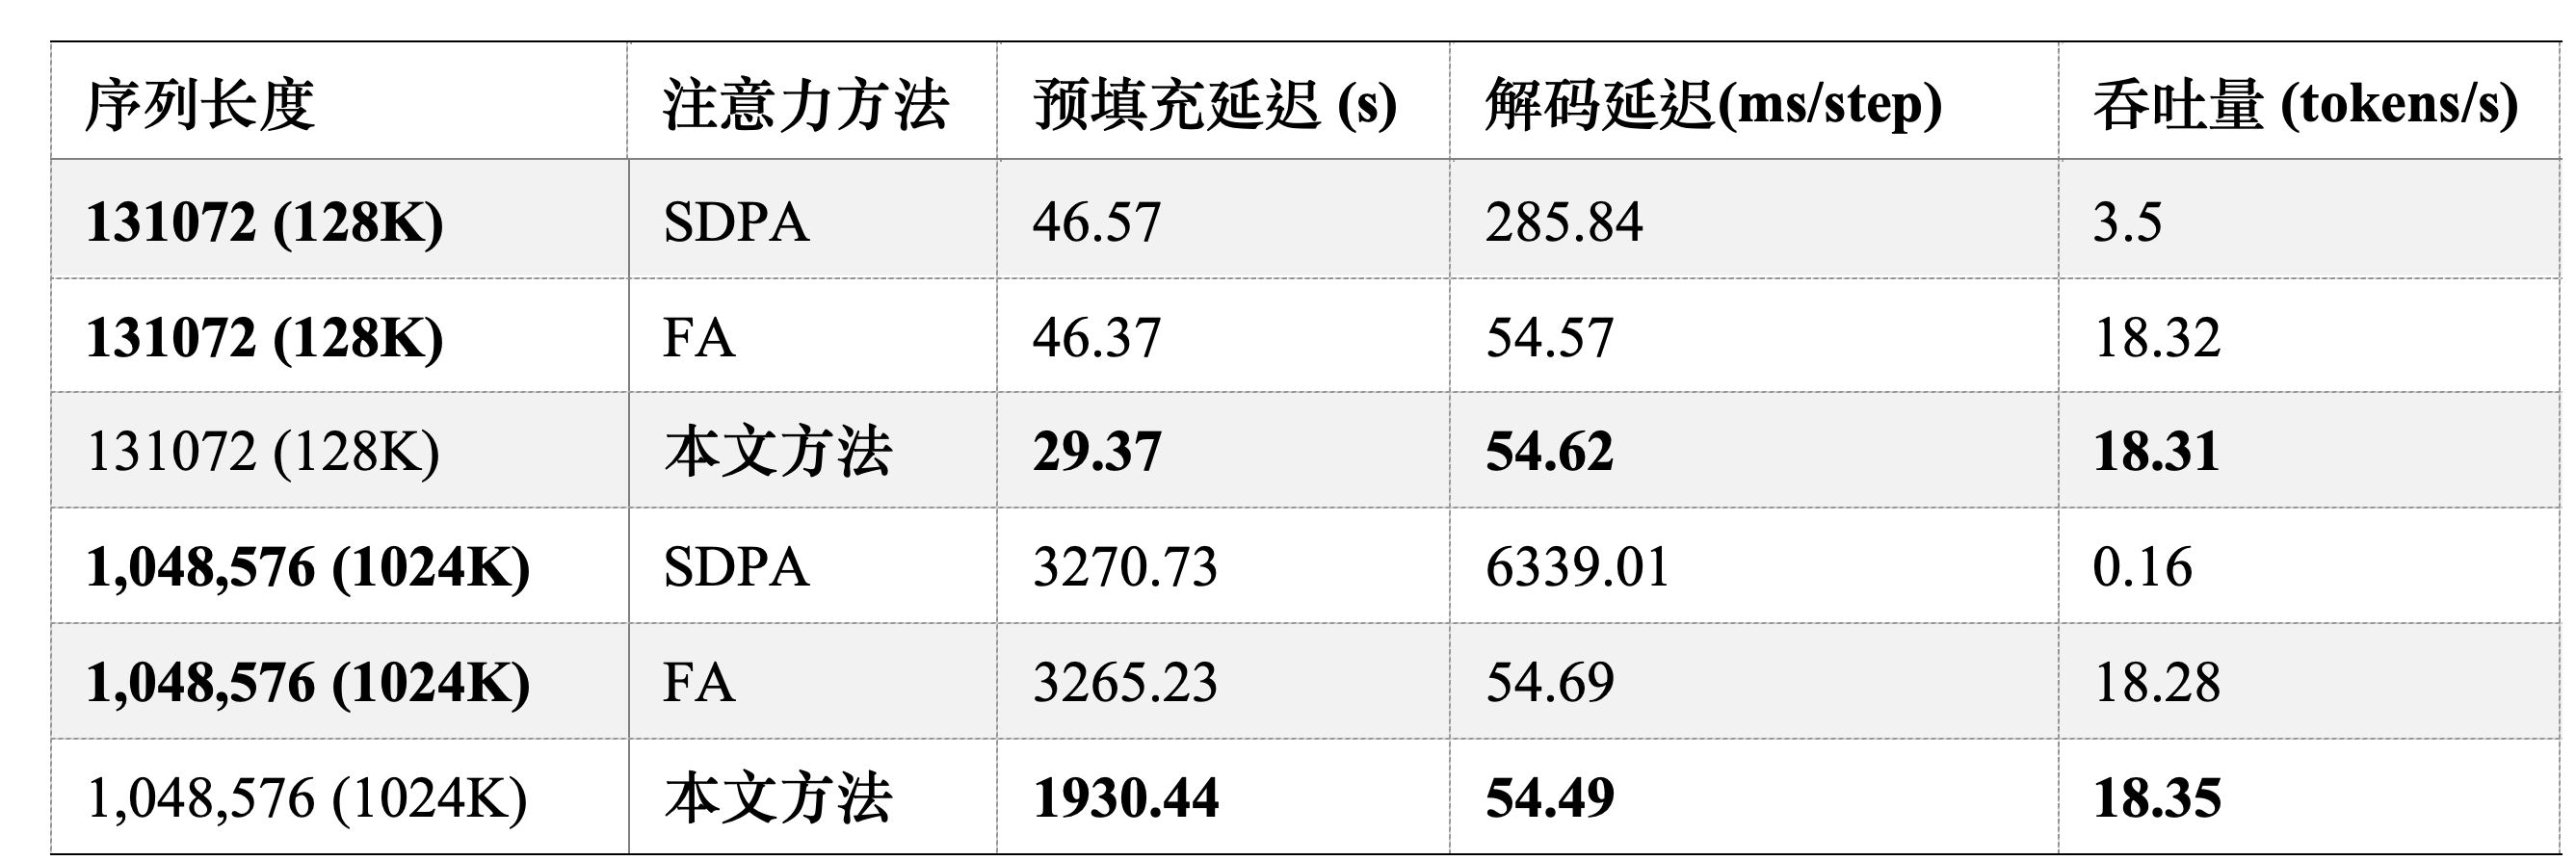 序列长度 注意力方法 预填充延迟 (s) 解码延迟(ms/step) 吞吐量 (tokens/s)
131072 (128K) SDPA 46.57 285.84 3.5
131072 (128K) FA 46.37 54.57 18.32
131072 (128K) 本文方法 29.37 54.62 18.31
1,048,576 (1024K) SDPA 3270.73 6339.01 0.16
1,048,576 (1024K) FA 3265.23 54.69 18.28
1,048,576 (1024K) 本文方法 1930.44 54.49 18.35